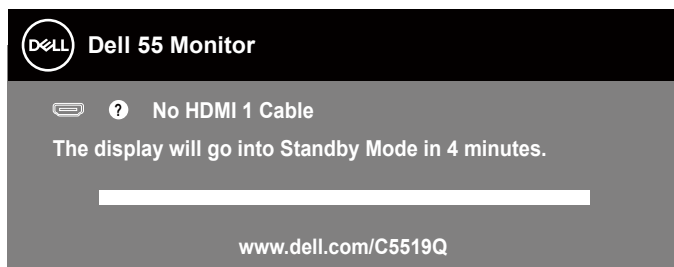 DELL Dell 55 Monitor
? No HDMI 1 Cable
The display will go into Standby Mode in 4 minutes.
www.dell.com/C5519Q